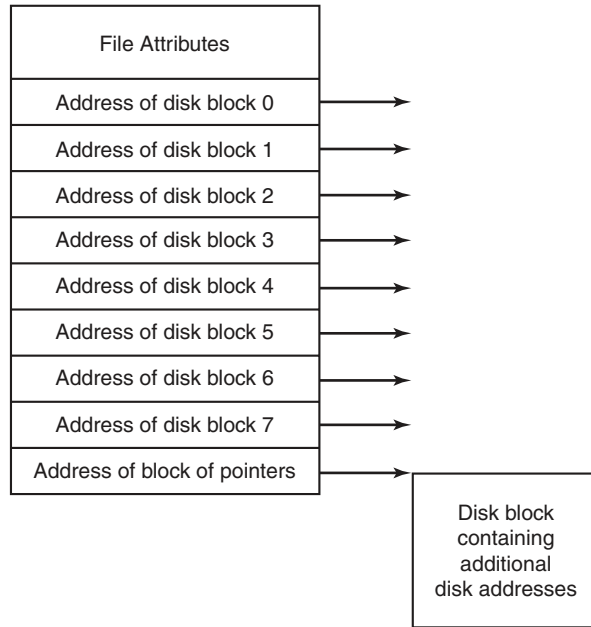 File Attributes
Address of disk block 0
Address of disk block 1
Address of disk block 2
Address of disk block 3
Address of disk block 4
Address of disk block 5
Address of disk block 6
Address of disk block 7
Address of block of pointers
Disk block
containing
additional
disk addresses